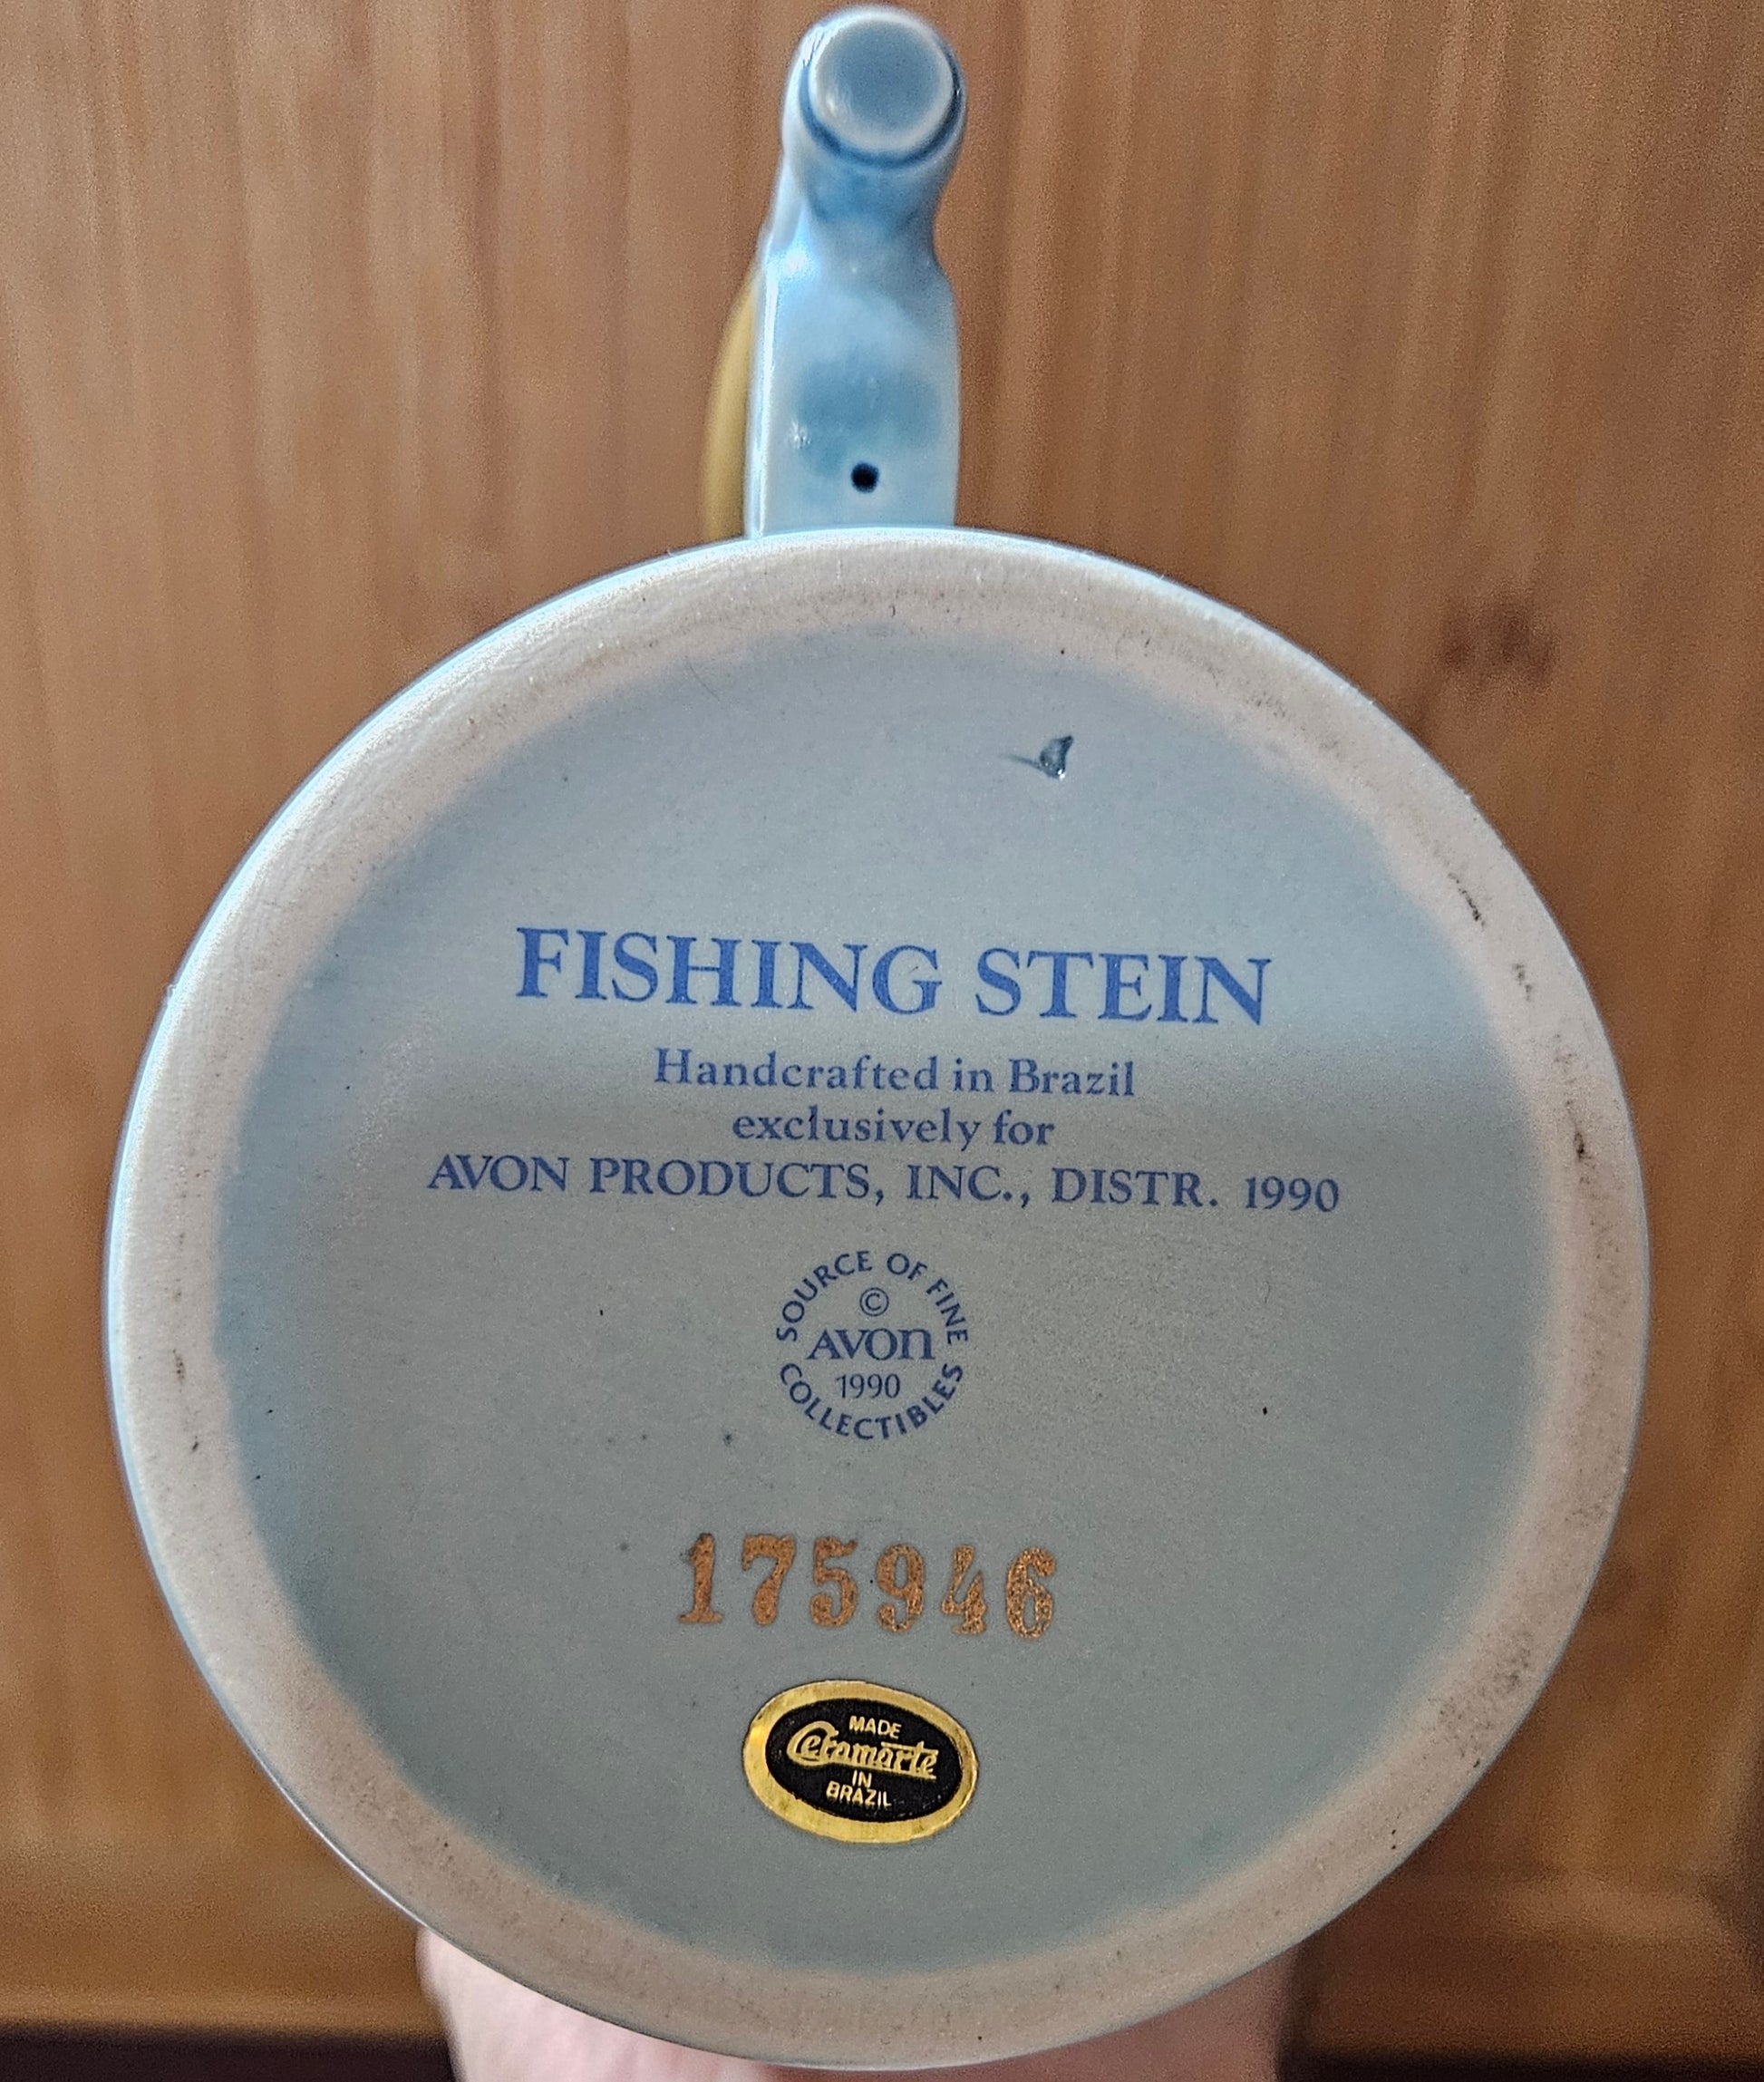 FISHING STEIN
Handcrafted in Brazil
exclusively for
AVON PRODUCTS, INC., DISTR. 1990
SOURCE OF FINE
©
AVON
1990
COLLECTIBLES
175946
MADE
Ceramarte
IN
BRAZIL